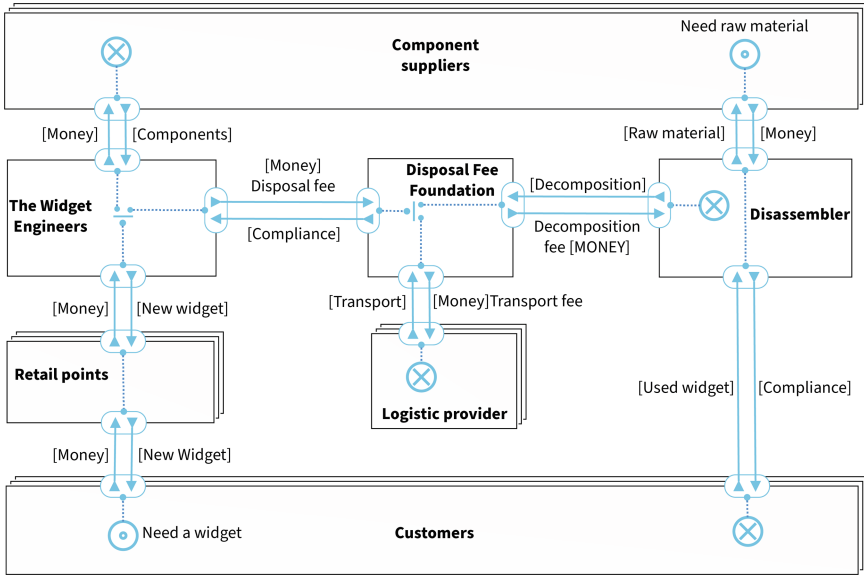 Need raw material
Component
suppliers
[Money]
[Components]
[Raw material]
[Money]
The Widget
Engineers
[Money]
Disposal fee
[Compliance]
Disposal Fee
Foundation
[Decomposition]
Decomposition
fee [MONEY]
Disassembler
[Money]
[New widget]
[Transport]
[Money]Transport fee
Retail points
Logistic provider
[Used widget]
[Compliance]
[Money]
[New Widget]
Need a widget
Customers